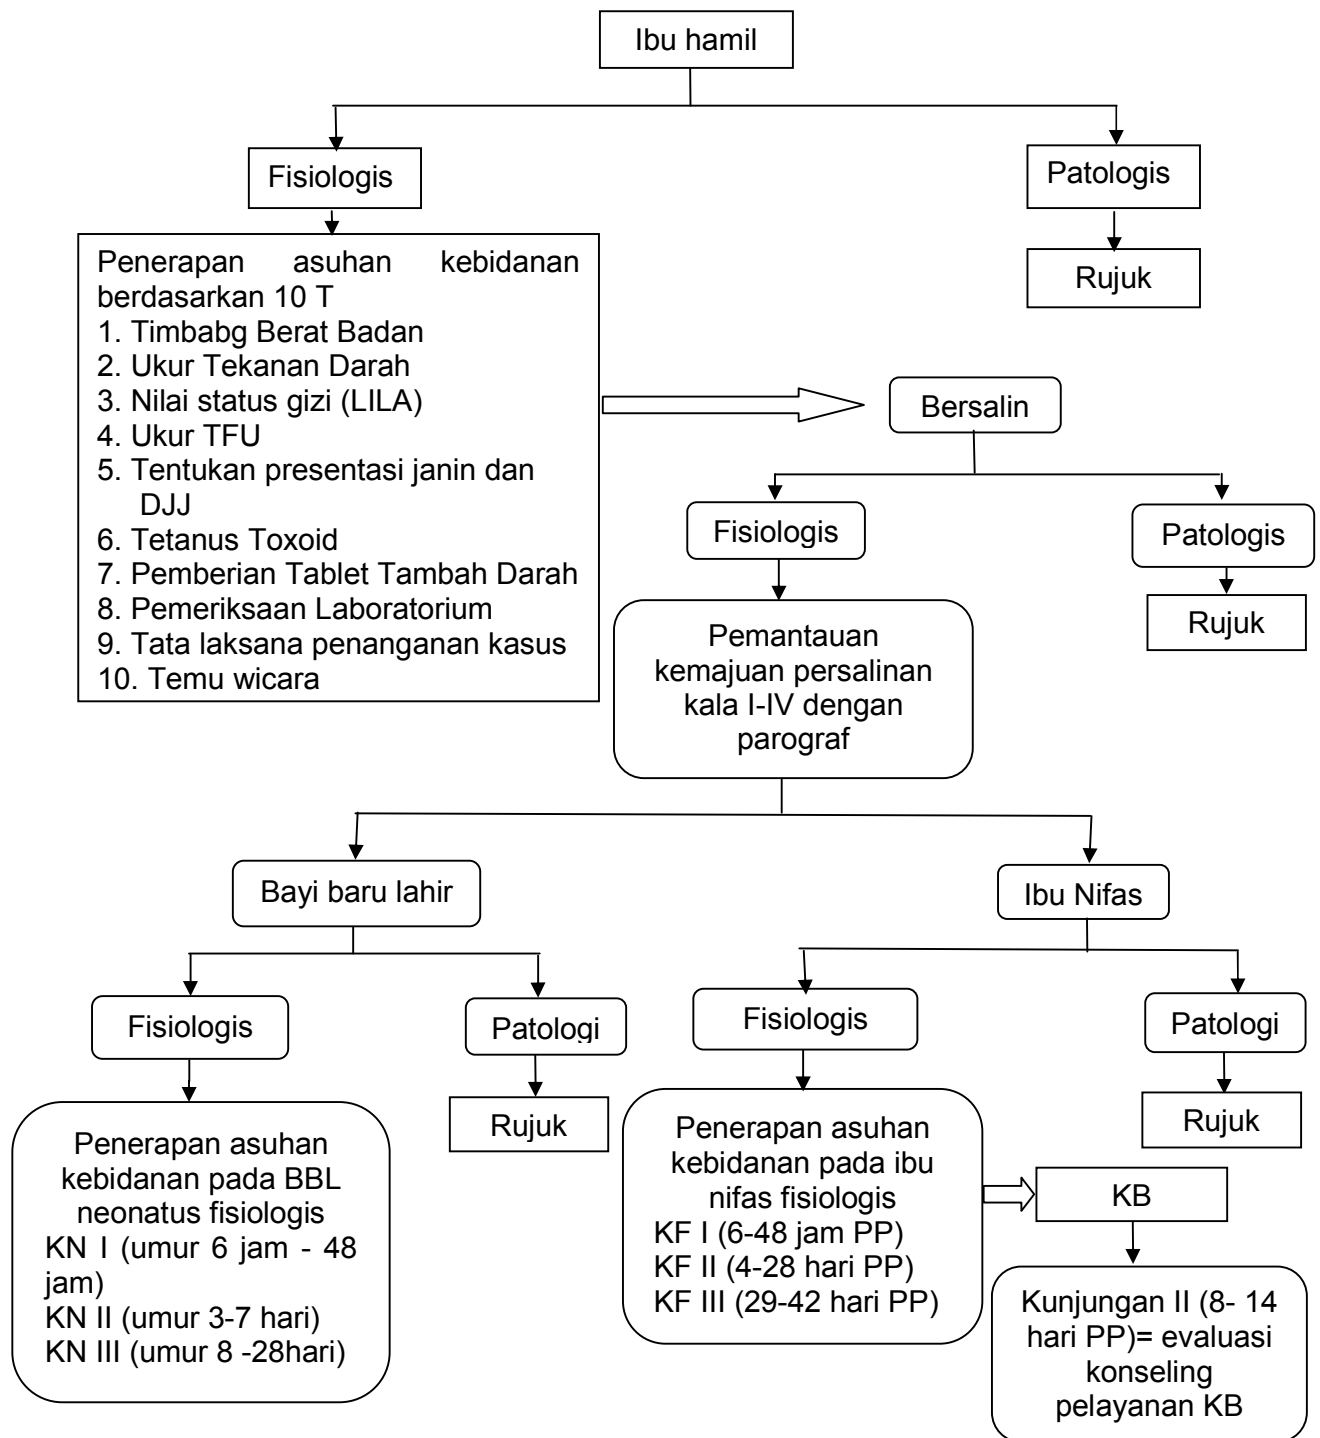 Ibu hamil
Fisiologis
Patologis
Rujuk
Penerapan asuhan kebidanan
berdasarkan 10 T
1. Timbabg Berat Badan
2. Ukur Tekanan Darah
3. Nilai status gizi (LILA)
4. Ukur TFU
5. Tentukan presentasi janin dan
DJJ
6. Tetanus Toxoid
7. Pemberian Tablet Tambah Darah
8. Pemeriksaan Laboratorium
9. Tata laksana penanganan kasus
10. Temu wicara
Bersalin
Fisiologis
Patologis
Rujuk
Pemantauan
kemajuan persalinan
kala I-IV dengan
parograf
Bayi baru lahir
Ibu Nifas
Fisiologis
Patologi
Rujuk
Penerapan asuhan
kebidanan pada BBL
neonatus fisiologis
KN I (umur 6 jam - 48
jam)
KN II (umur 3-7 hari)
KN III (umur 8 -28hari)
Fisiologis
Patologi
Rujuk
Penerapan asuhan
kebidanan pada ibu
nifas fisiologis
KF I (6-48 jam PP)
KF II (4-28 hari PP)
KF III (29-42 hari PP)
KB
Kunjungan II (8- 14
hari PP)= evaluasi
konseling
pelayanan KB